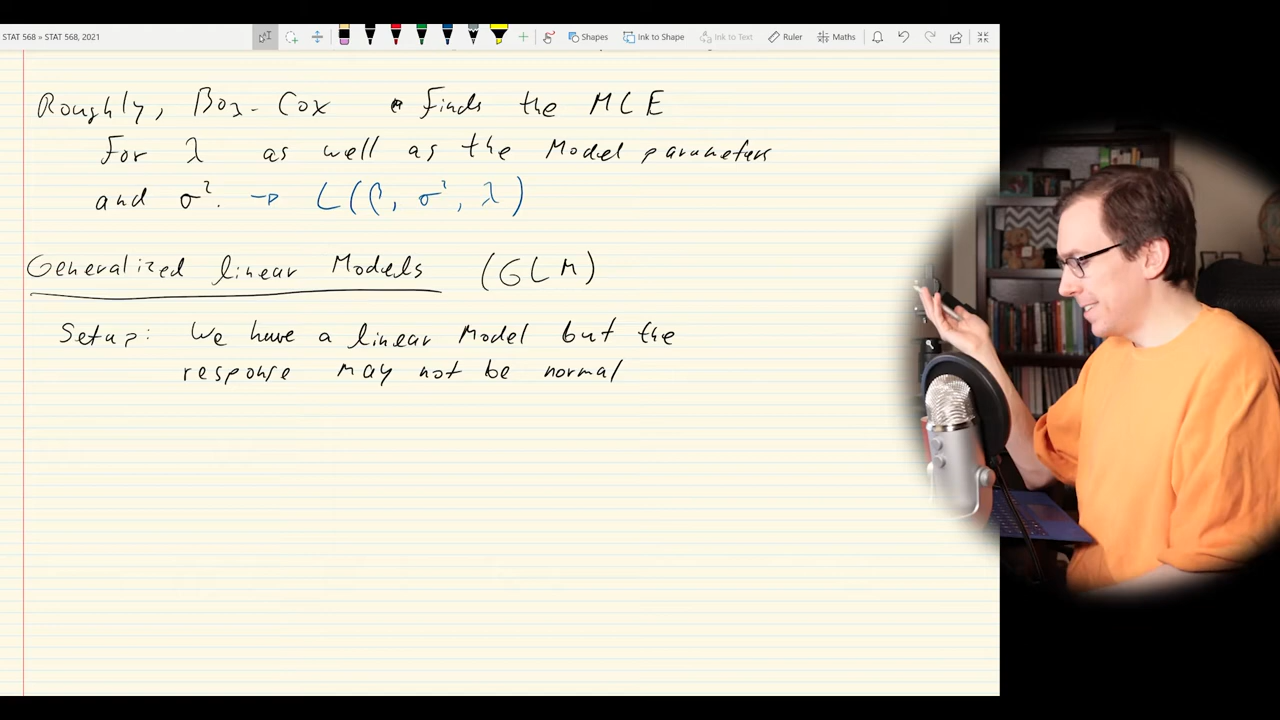 STAT 568 » STAT 568, 2021
Shapes Ink to Shape Ink to Text Ruler Maths
Roughly, Box-Cox finds the MLE
for λ as well as the Model parameters
and σ². → L(β, σ², λ)
Generalized linear Models (GLM)
Setup: We have a linear Model but the
response may not be normal